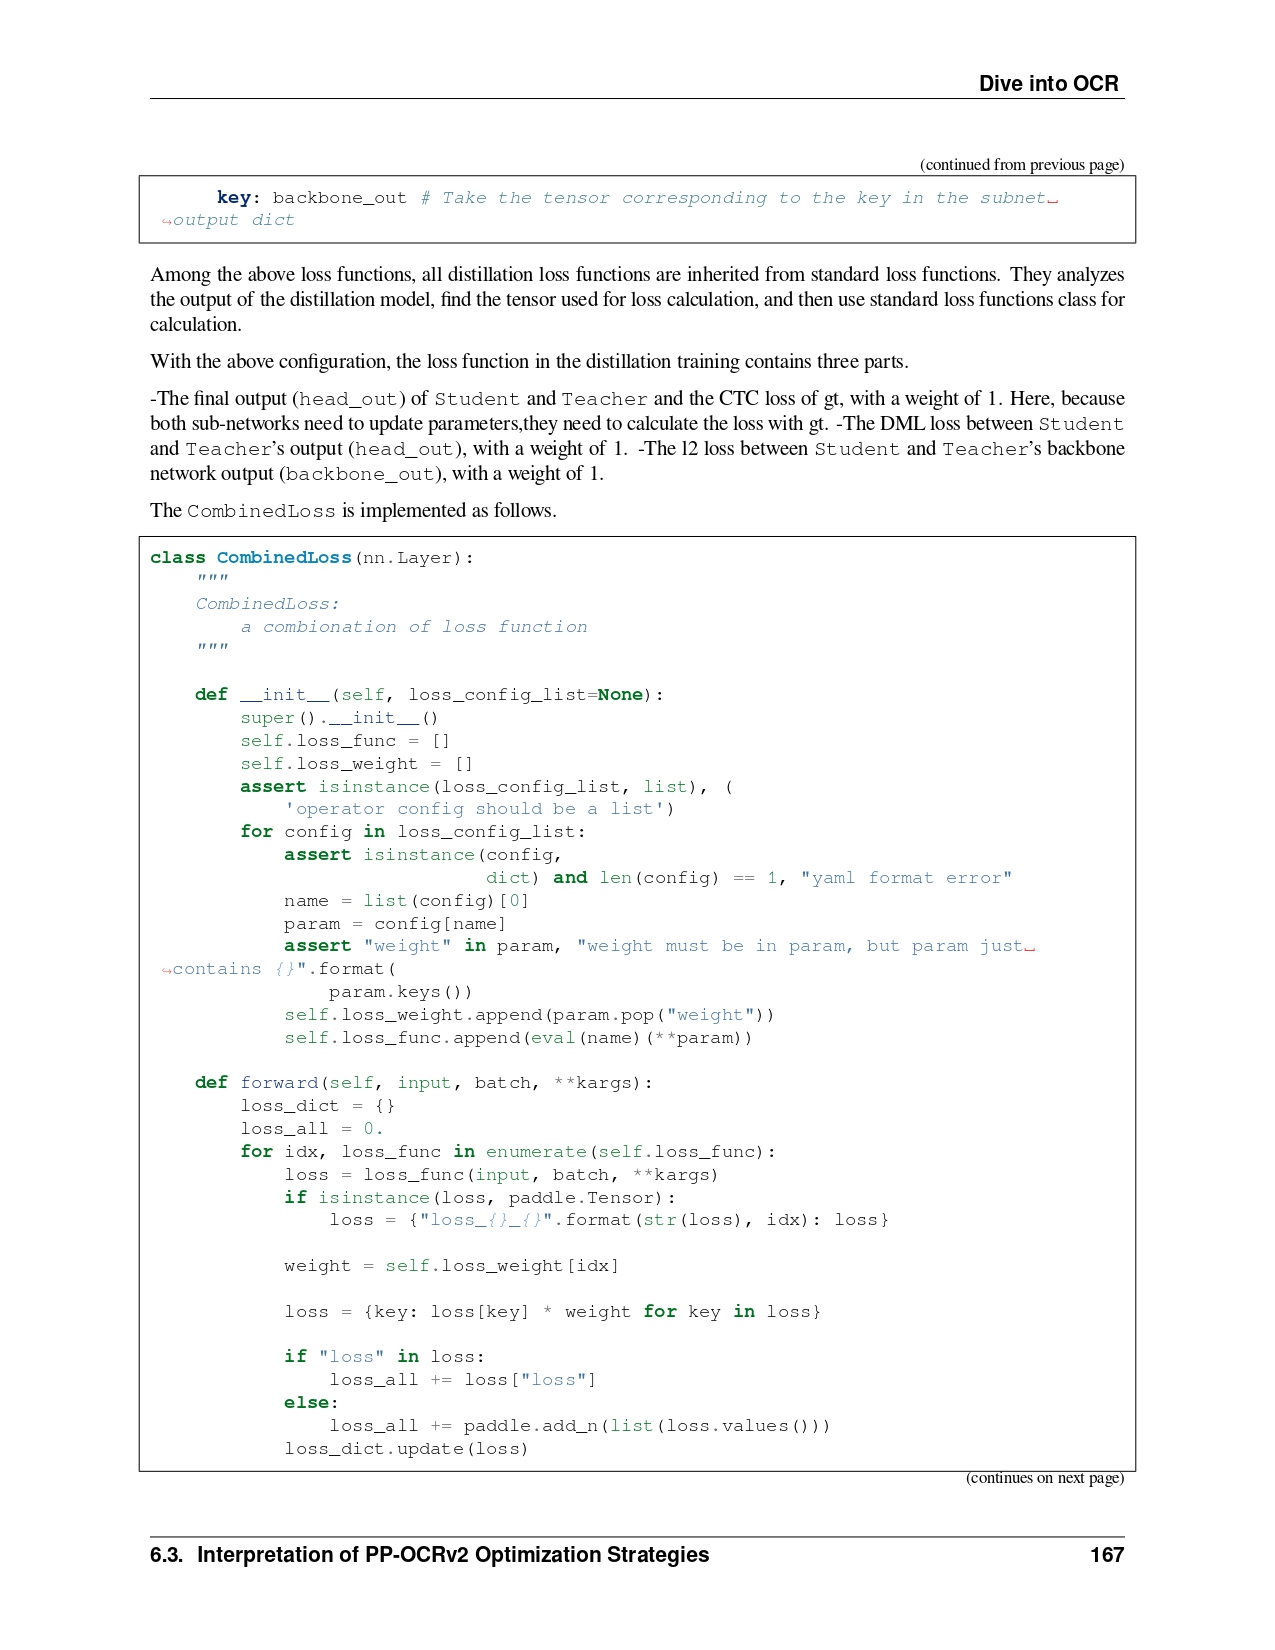 Dive into OCR
(continued from previous page)
key: backbone_out # Take the tensor corresponding to the key in the subnet␣
↪output dict
Among the above loss functions, all distillation loss functions are inherited from standard loss functions. They analyzes
the output of the distillation model, find the tensor used for loss calculation, and then use standard loss functions class for
calculation.
With the above configuration, the loss function in the distillation training contains three parts.
-The final output (head_out) of Student and Teacher and the CTC loss of gt, with a weight of 1. Here, because
both sub-networks need to update parameters,they need to calculate the loss with gt. -The DML loss between Student
and Teacher's output (head_out), with a weight of 1. -The l2 loss between Student and Teacher's backbone
network output (backbone_out), with a weight of 1.
The CombinedLoss is implemented as follows.
class CombinedLoss(nn.Layer):
    """
    CombinedLoss:
        a combionation of loss function
    """
    def __init__(self, loss_config_list=None):
        super().__init__()
        self.loss_func = []
        self.loss_weight = []
        assert isinstance(loss_config_list, list), (
            'operator config should be a list')
        for config in loss_config_list:
            assert isinstance(config,
                              dict) and len(config) == 1, "yaml format error"
            name = list(config)[0]
            param = config[name]
            assert "weight" in param, "weight must be in param, but param just␣
↪contains {}".format(
                param.keys())
            self.loss_weight.append(param.pop("weight"))
            self.loss_func.append(eval(name)(**param))
    def forward(self, input, batch, **kargs):
        loss_dict = {}
        loss_all = 0.
        for idx, loss_func in enumerate(self.loss_func):
            loss = loss_func(input, batch, **kargs)
            if isinstance(loss, paddle.Tensor):
                loss = {"loss_{}_{}".format(str(loss), idx): loss}
            weight = self.loss_weight[idx]
            loss = {key: loss[key] * weight for key in loss}
            if "loss" in loss:
                loss_all += loss["loss"]
            else:
                loss_all += paddle.add_n(list(loss.values()))
            loss_dict.update(loss)
(continues on next page)
6.3. Interpretation of PP-OCRv2 Optimization Strategies 167